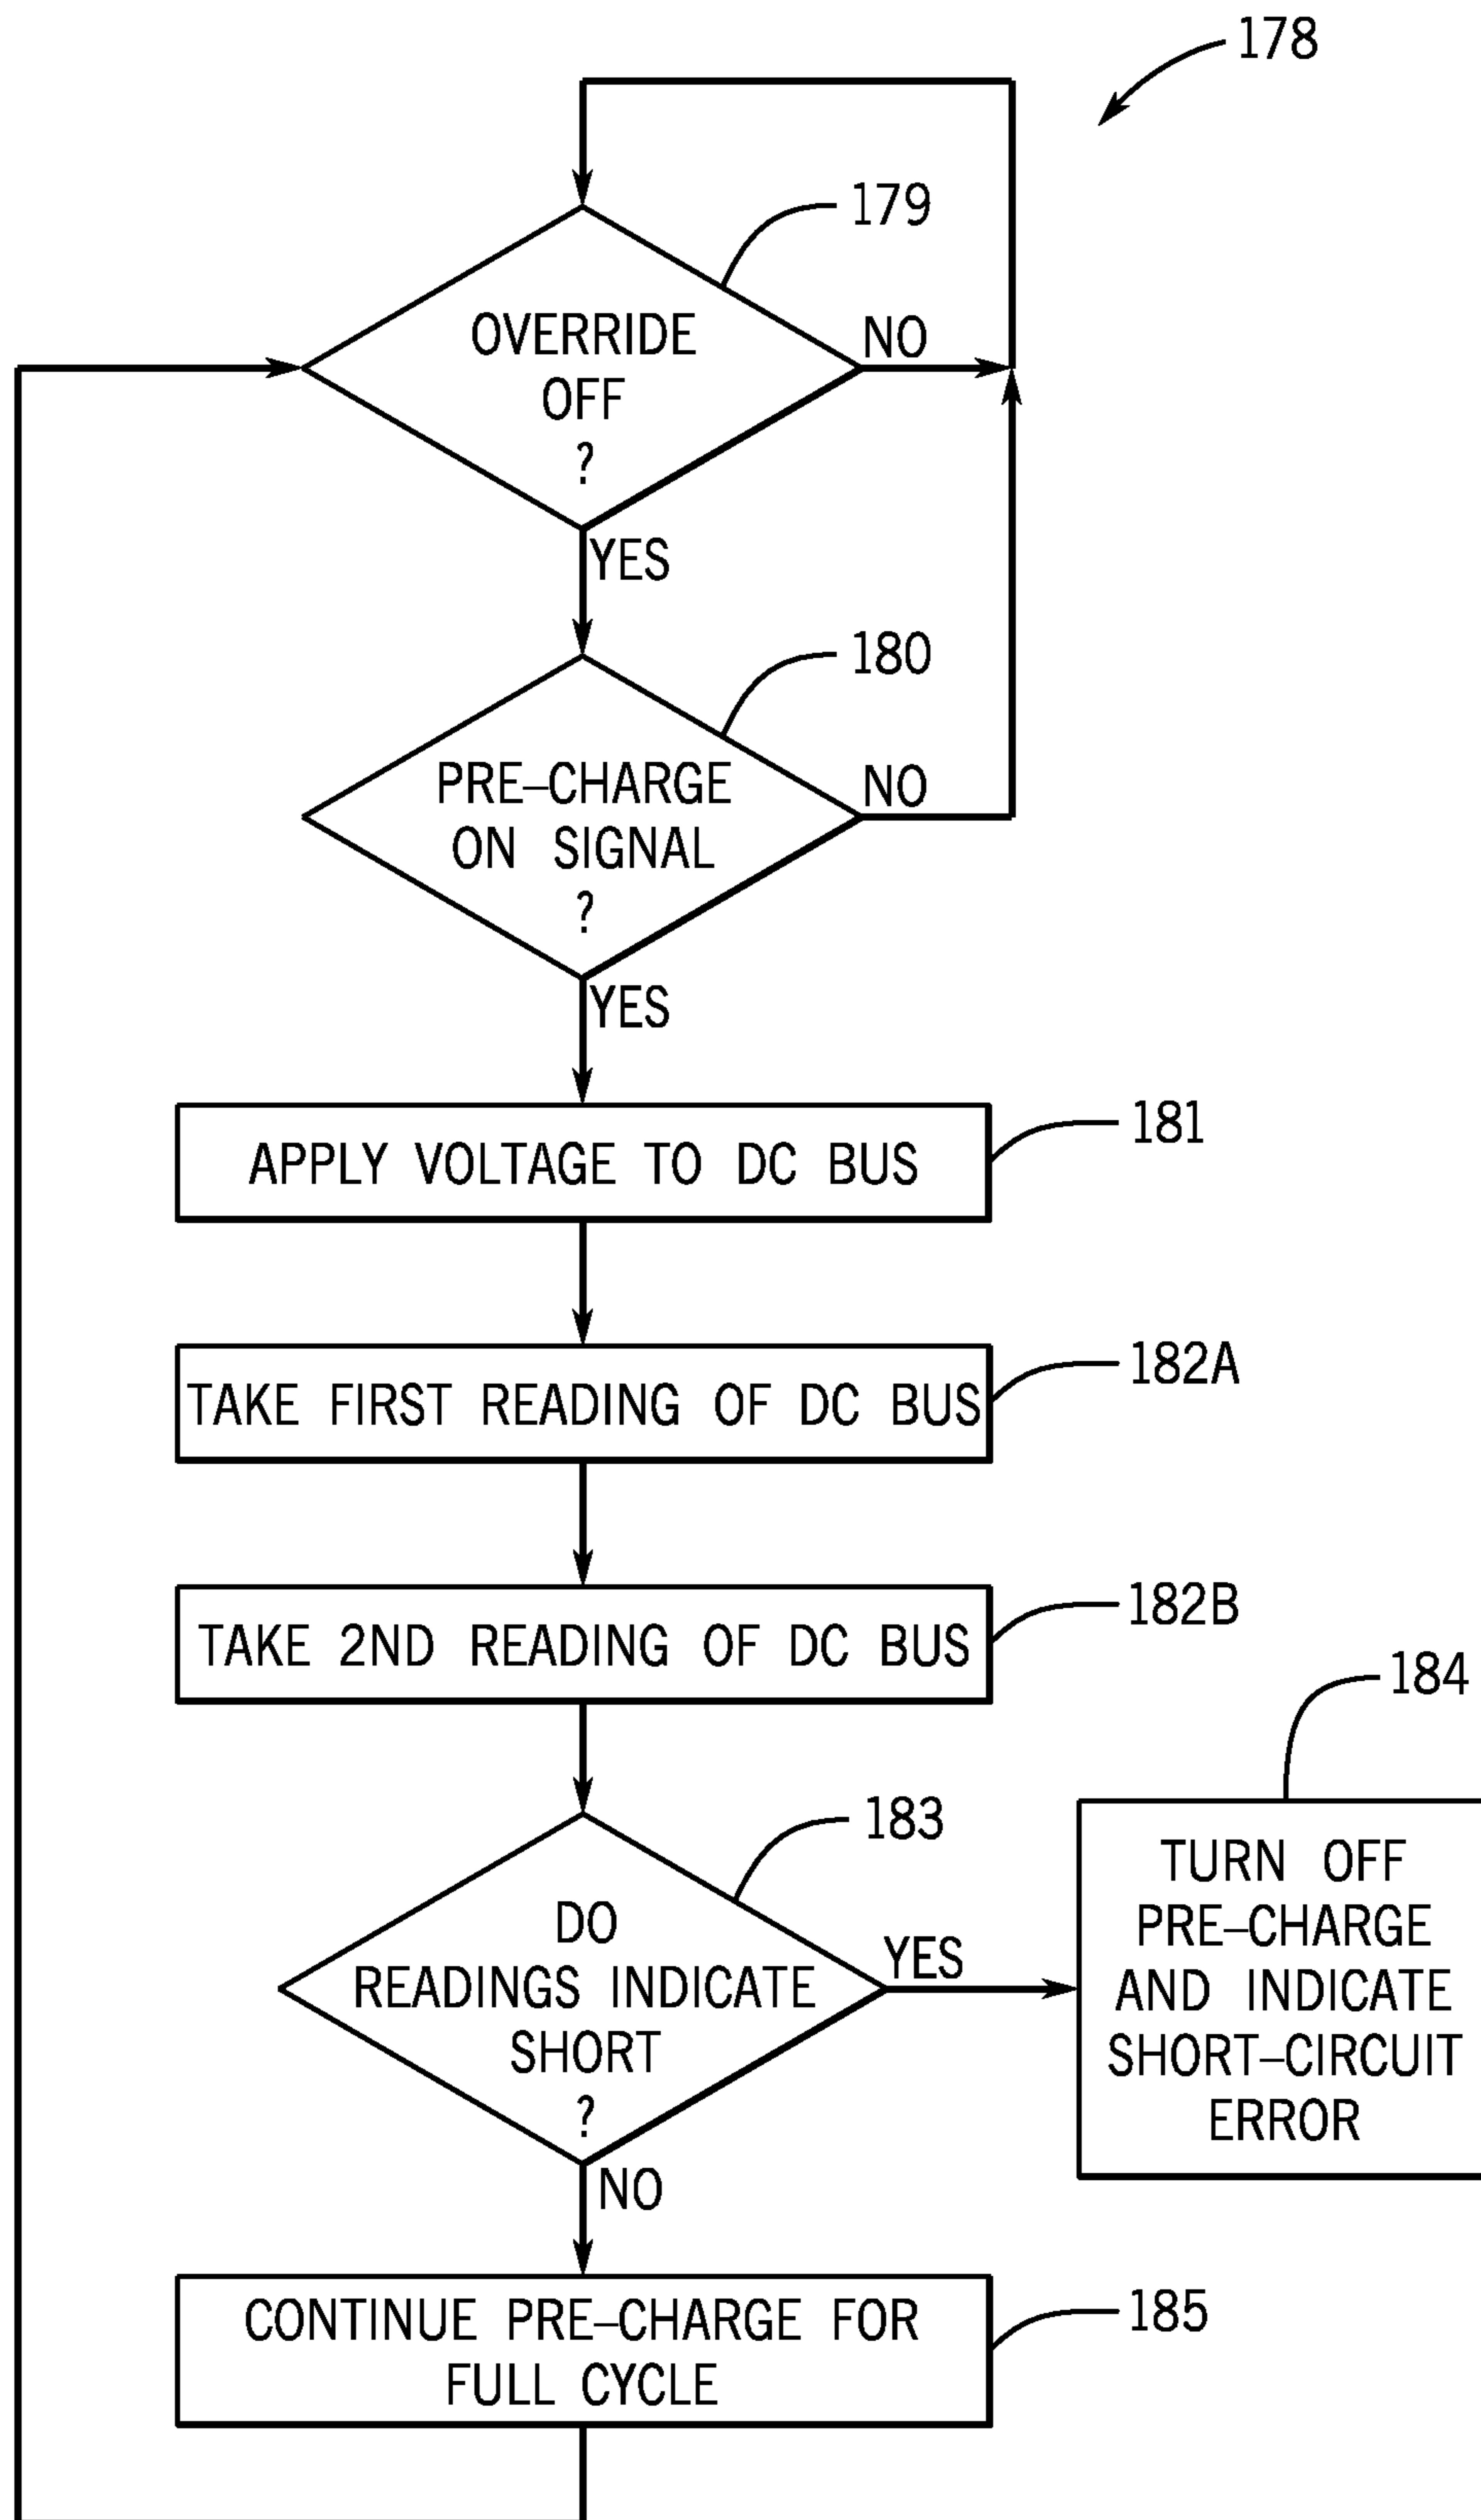 178
179
OVERRIDE
OFF
?
NO
YES
180
PRE-CHARGE
ON SIGNAL
?
NO
YES
181
APPLY VOLTAGE TO DC BUS
182A
TAKE FIRST READING OF DC BUS
182B
TAKE 2ND READING OF DC BUS
184
183
DO
READINGS INDICATE
SHORT
?
YES
NO
TURN OFF
PRE-CHARGE
AND INDICATE
SHORT-CIRCUIT
ERROR
185
CONTINUE PRE-CHARGE FOR
FULL CYCLE